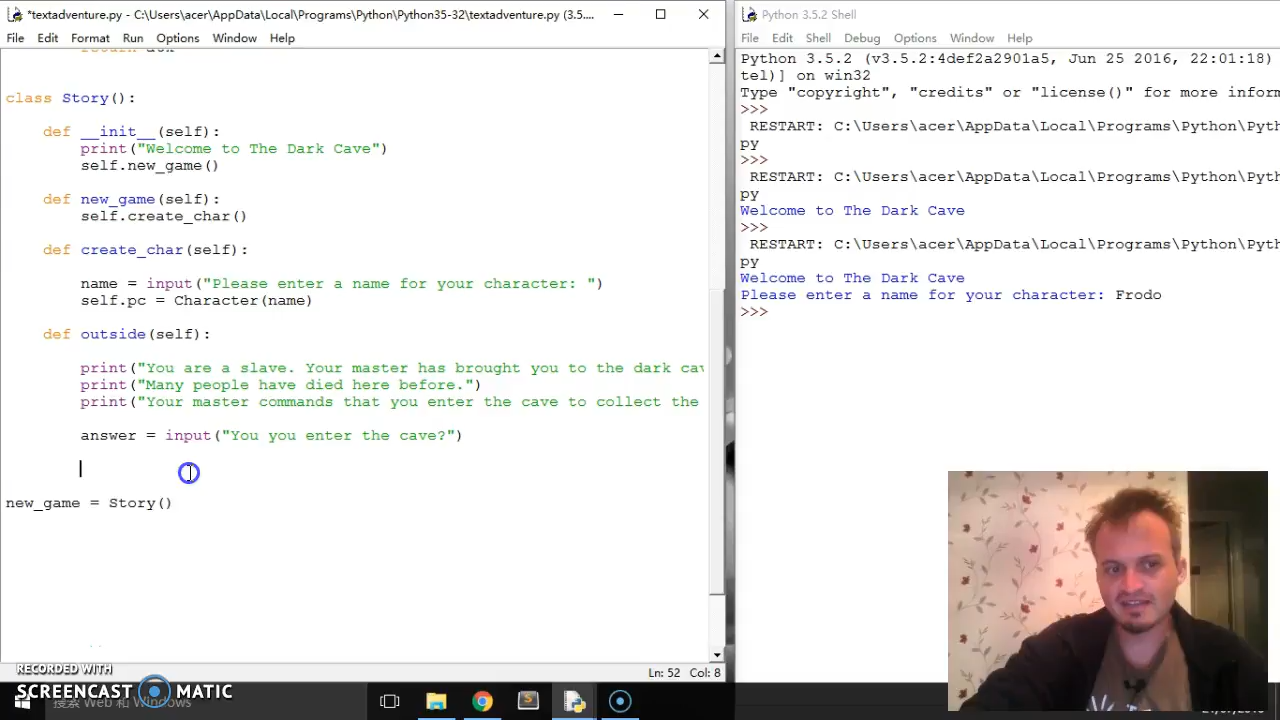 *textadventure.py - C:\Users\acer\AppData\Local\Programs\Python\Python35-32\textadventure.py (3.5....
File Edit Format Run Options Window Help
class Story():
def __init__(self):
print("Welcome to The Dark Cave")
self.new_game()
def new_game(self):
self.create_char()
def create_char(self):
name = input("Please enter a name for your character: ")
self.pc = Character(name)
def outside(self):
print("You are a slave. Your master has brought you to the dark cav
print("Many people have died here before.")
print("Your master commands that you enter the cave to collect the
answer = input("You you enter the cave?")
new_game = Story()
Ln: 52 Col: 8
Python 3.5.2 Shell
File Edit Shell Debug Options Window Help
Python 3.5.2 (v3.5.2:4def2a2901a5, Jun 25 2016, 22:01:18)
tel)] on win32
Type "copyright", "credits" or "license()" for more inform
>>>
RESTART: C:\Users\acer\AppData\Local\Programs\Python\Pyth
py
>>>
RESTART: C:\Users\acer\AppData\Local\Programs\Python\Pyth
py
Welcome to The Dark Cave
>>>
RESTART: C:\Users\acer\AppData\Local\Programs\Python\Pyth
py
Welcome to The Dark Cave
Please enter a name for your character: Frodo
>>>
RECORDED WITH
SCREENCAST MATIC
搜索 Web 和 Windows